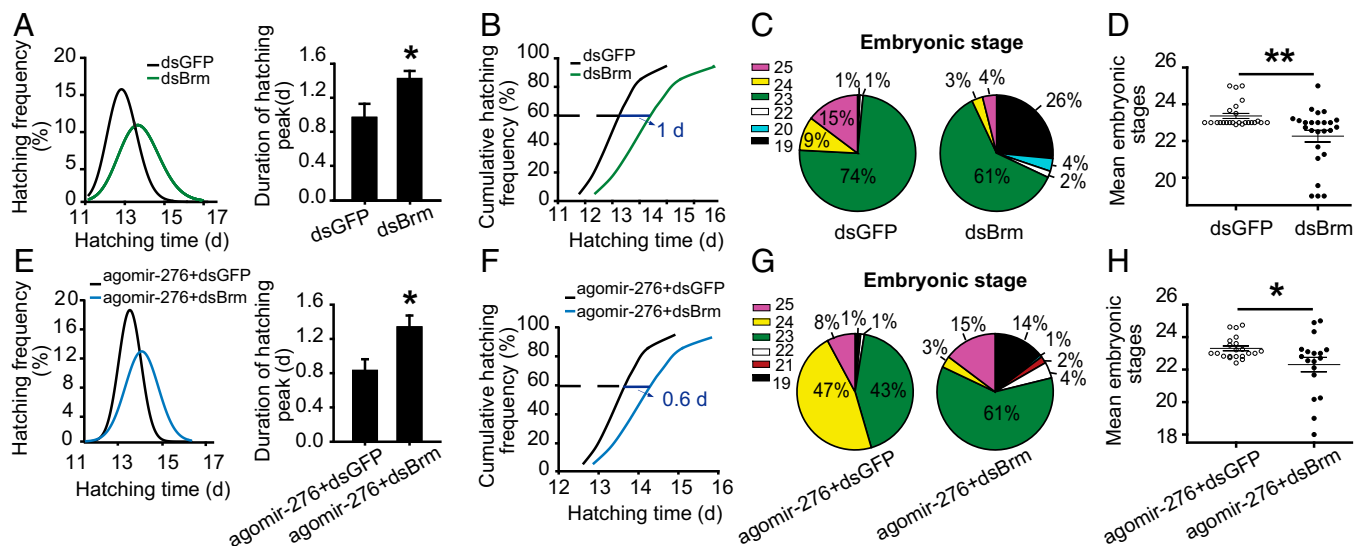 A
Hatching frequency
(%)
20
15
10
5
0
dsGFP
dsBrm
11 13 15 17
Hatching time (d)
Duration of hatching
peak(d)
1.8
1.2
0.6
0.0
*
dsGFP
dsBrm
B
Cumulative hatching
frequency (%)
100
80
60
40
20
0
dsGFP
dsBrm
1 d
11 12 13 14 15 16
Hatching time (d)
C
Embryonic stage
25
24
23
22
20
19
1%
1%
15%
9%
74%
dsGFP
3%
4%
26%
4%
2%
61%
dsBrm
D
Mean embryonic
stages
26
24
22
20
**
dsGFP
dsBrm
E
Hatching frequency
(%)
20
16
12
8
4
0
agomir-276+dsGFP
agomir-276+dsBrm
11 13 15 17
Hatching time (d)
Duration of hatching
peak (d)
1.6
1.2
0.8
0.4
0.0
*
agomir-276+dsGFP
agomir-276+dsBrm
F
Cumulative hatching
frequency (%)
100
80
60
40
20
0
agomir-276+dsGFP
agomir-276+dsBrm
0.6 d
12 13 14 15 16
Hatching time (d)
G
Embryonic stage
25
24
23
22
21
19
8%
1%
1%
47%
43%
agomir-276+dsGFP
15%
14%
3%
1%
2%
4%
61%
agomir-276+dsBrm
H
Mean embryonic
stages
26
24
22
20
18
*
agomir-276+dsGFP
agomir-276+dsBrm